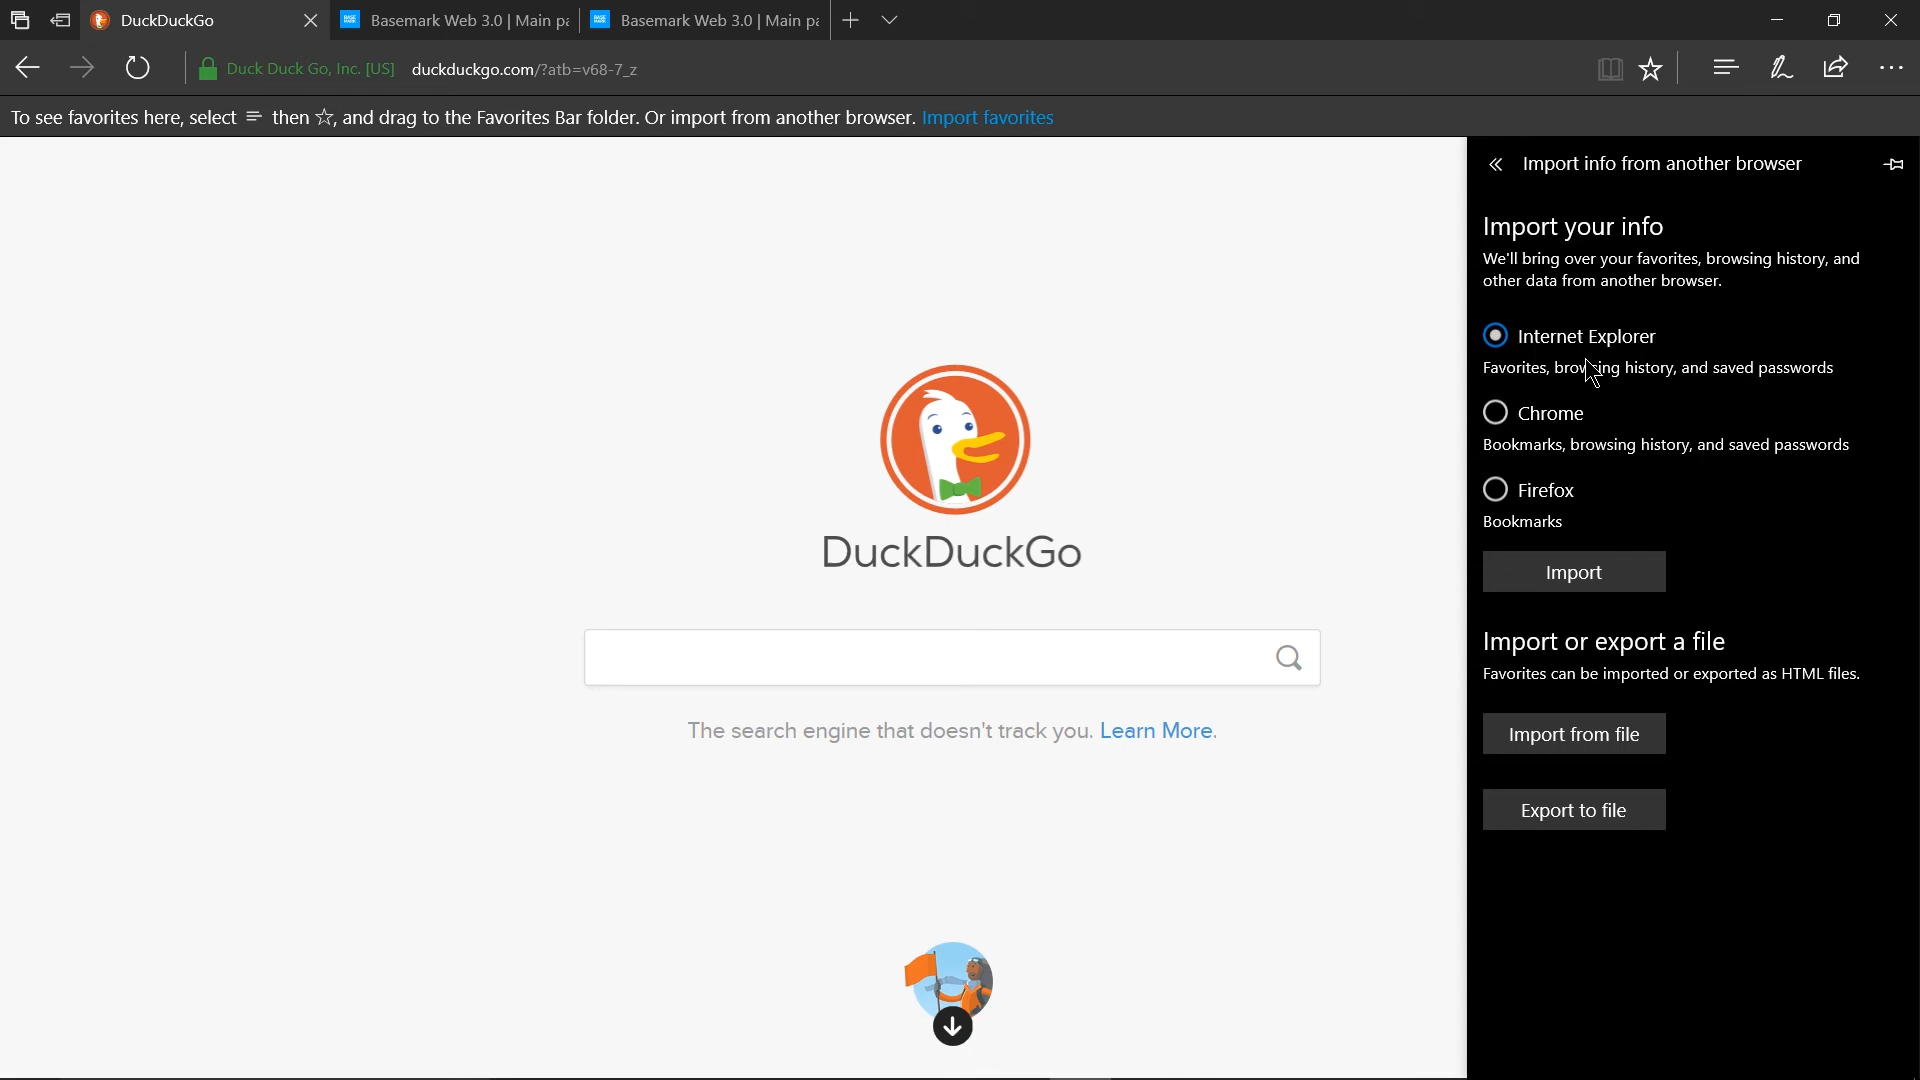 DuckDuckGo
Basemark Web 3.0 | Main pa
Basemark Web 3.0 | Main pa
Duck Duck Go, Inc. [US] duckduckgo.com/?atb=v68-7_z
To see favorites here, select then ☆, and drag to the Favorites Bar folder. Or import from another browser. Import favorites
DuckDuckGo
The search engine that doesn't track you. Learn More.
Import info from another browser
Import your info
We'll bring over your favorites, browsing history, and
other data from another browser.
Internet Explorer
Favorites, browsing history, and saved passwords
Chrome
Bookmarks, browsing history, and saved passwords
Firefox
Bookmarks
Import
Import or export a file
Favorites can be imported or exported as HTML files.
Import from file
Export to file